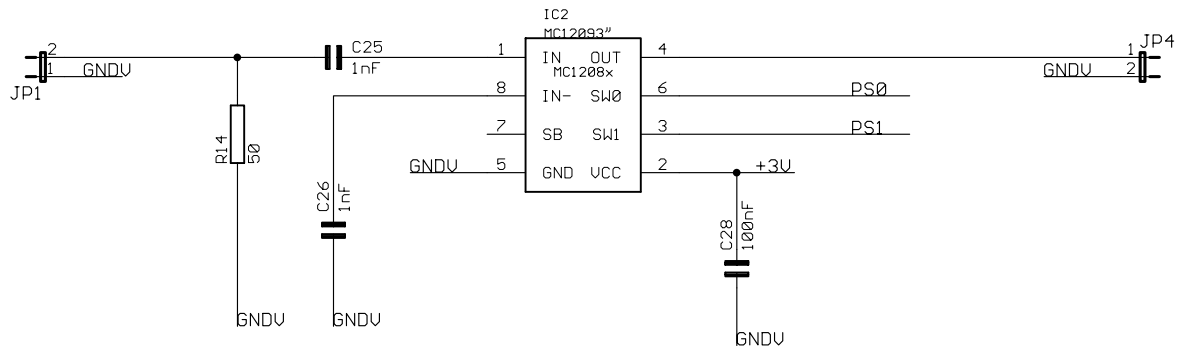 IC2
MC12093"
JP1
2
1
GNDV
C25
1nF
R14
50
GNDV
C26
1nF
GNDV
1
8
7
5
GNDV
IN OUT
MC1208x
IN- SW0
SB SW1
GND VCC
4
6
3
2
PS0
PS1
+3V
C28
100nF
GNDV
GNDV
1
2
JP4